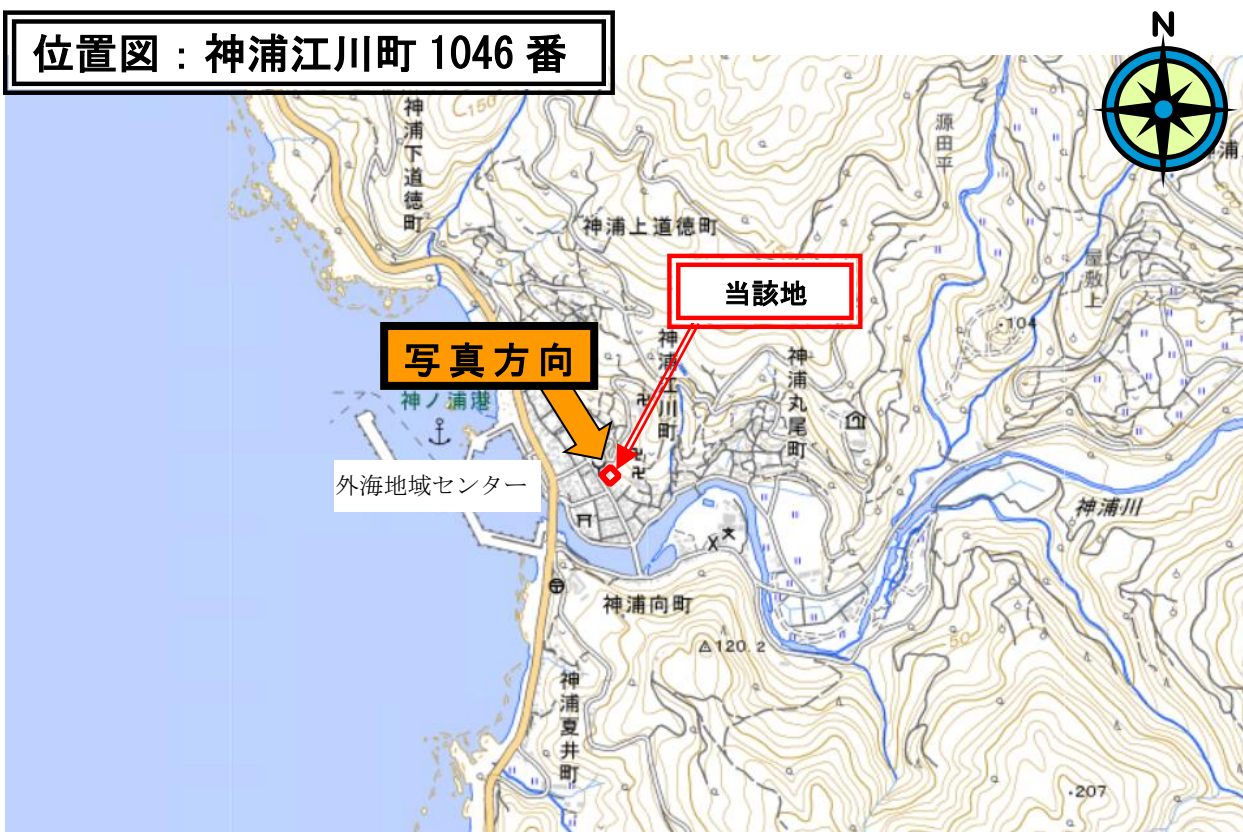 位置図：神浦江川町 1046 番
N
150
神浦下道徳町
源田平
神浦
神浦上道徳町
屋敷上
当該地
・104
写真方向
神浦江川町
神浦丸尾町
神ノ浦港
外海地域センター
神浦川
神浦向町
120.2
50
神浦夏井町
・207